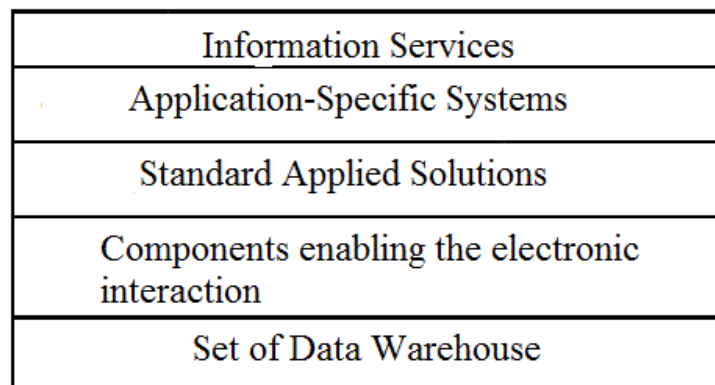 Information Services
Application-Specific Systems
Standard Applied Solutions
Components enabling the electronic
interaction
Set of Data Warehouse